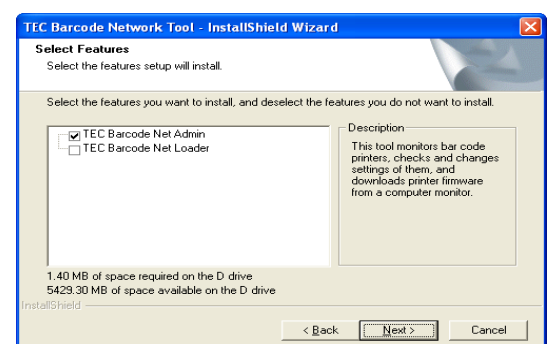 TEC Barcode Network Tool - InstallShield Wizard
Select Features
Select the features setup will install.
Select the features you want to install, and deselect the features you do not want to install.
TEC Barcode Net Admin
TEC Barcode Net Loader
Description
This tool monitors bar code
printers, checks and changes
settings of them, and
downloads printer firmware
from a computer monitor.
1.40 MB of space required on the D drive
5429.30 MB of space available on the D drive
InstallShield
< Back
Next >
Cancel